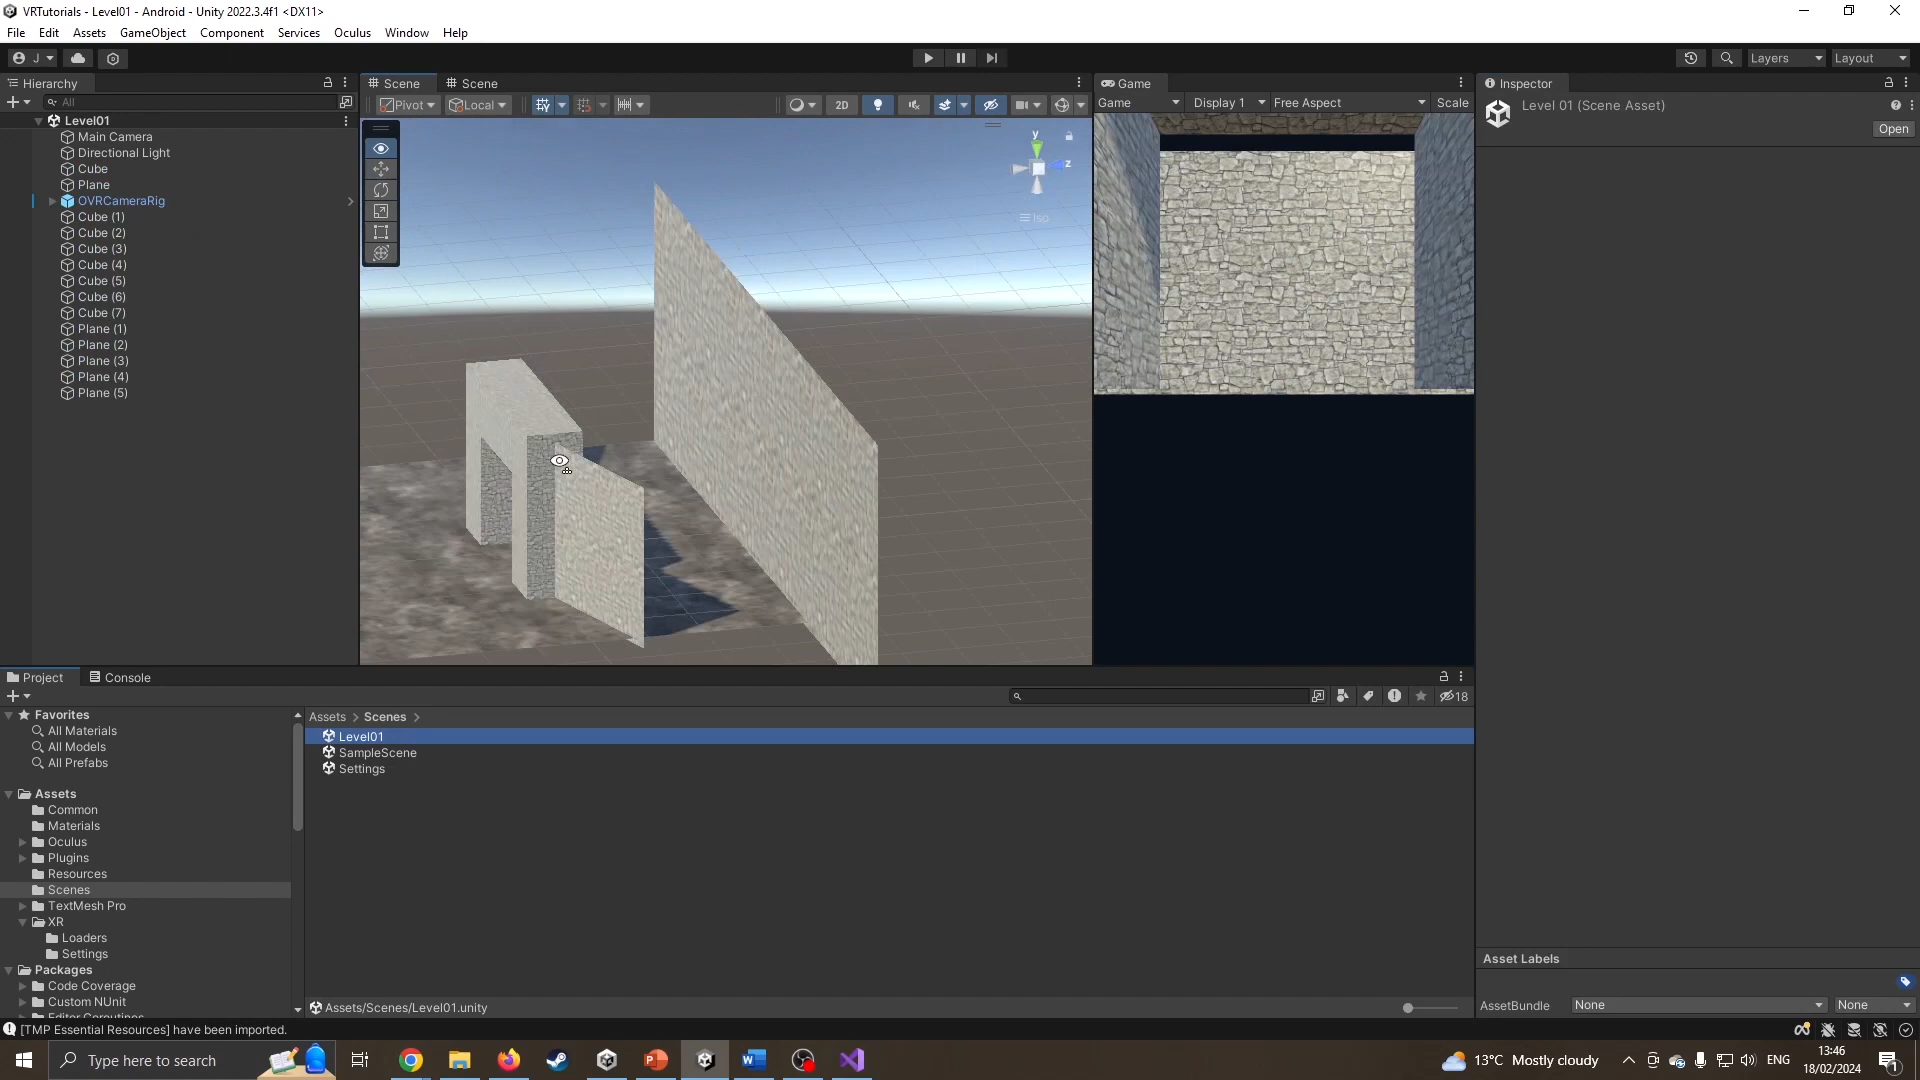 VRTutorials - Level01 - Android - Unity 2022.3.4f1 <DX11>
File Edit Assets GameObject Component Services Oculus Window Help
J Layers Layout
Hierarchy
All
Level01
Main Camera
Directional Light
Cube
Plane
OVRCameraRig
Cube (1)
Cube (2)
Cube (3)
Cube (4)
Cube (5)
Cube (6)
Cube (7)
Plane (1)
Plane (2)
Plane (3)
Plane (4)
Plane (5)
Scene Scene
Pivot Local 2D
y
z
Iso
Game
Game Display 1 Free Aspect Scale
Inspector
Level 01 (Scene Asset)
Open
Project Console
18
Favorites
All Materials
All Models
All Prefabs
Assets
Common
Materials
Oculus
Plugins
Resources
Scenes
TextMesh Pro
XR
Loaders
Settings
Packages
Code Coverage
Custom NUnit
Editor Coroutines
Assets > Scenes >
Level01
SampleScene
Settings
Assets/Scenes/Level01.unity
Asset Labels
AssetBundle None None
[TMP Essential Resources] have been imported.
Type here to search
13°C Mostly cloudy
ENG
13:46
18/02/2024
1